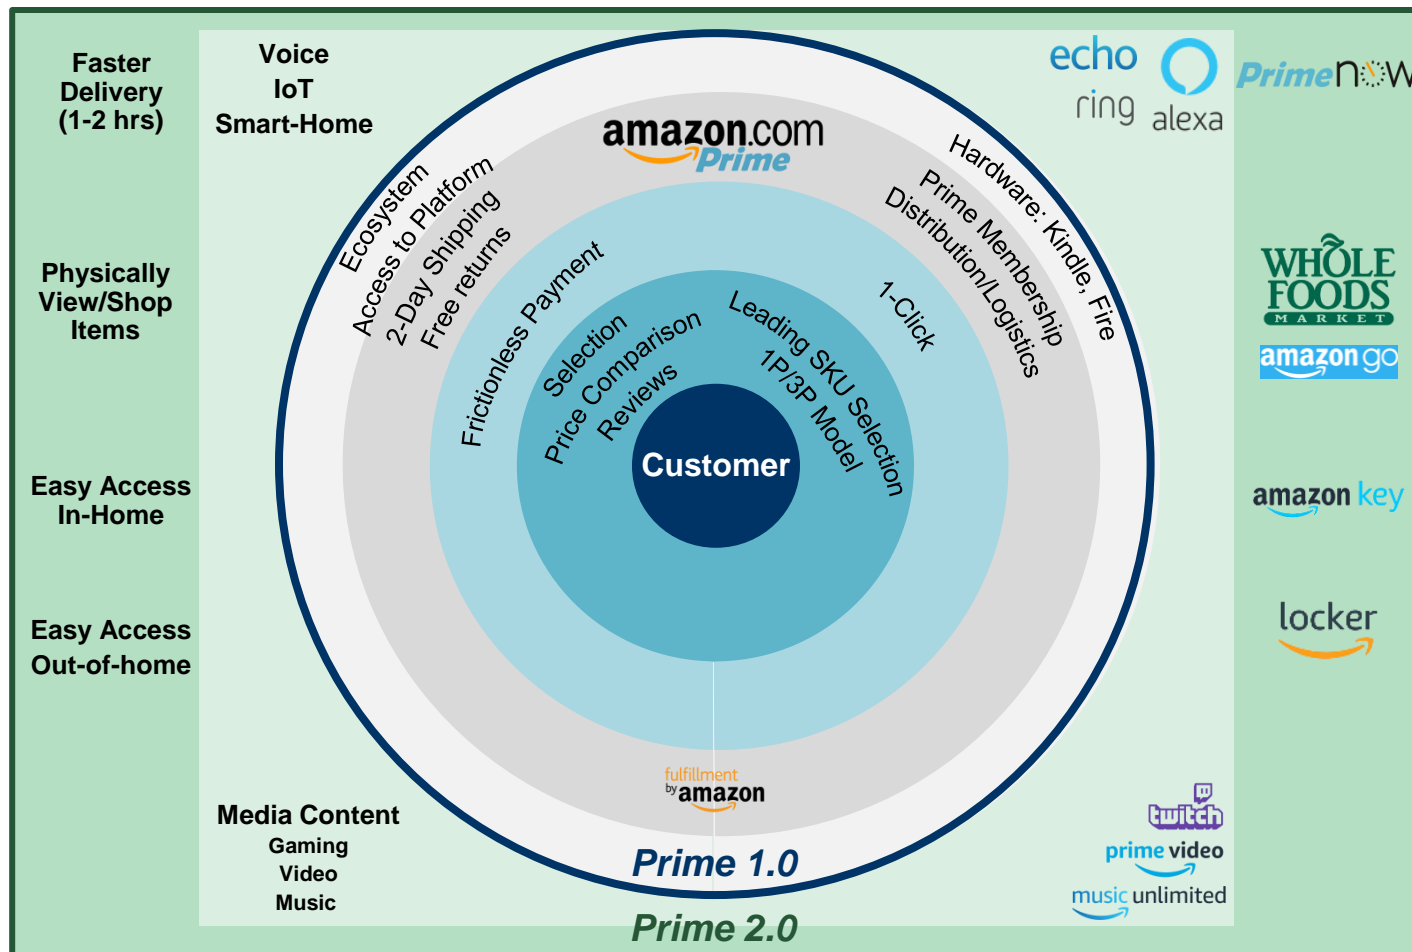 Faster
Delivery
(1-2 hrs)
Voice
IoT
Smart-Home
echo
ring
alexa
Prime now
amazon.com
Prime
Ecosystem
Access to Platform
2-Day Shipping
Free returns
Hardware: Kindle, Fire
Prime Membership
Distribution/Logistics
Frictionless Payment
1-Click
Selection
Price Comparison
Reviews
Leading SKU Selection
1P/3P Model
Customer
Physically
View/Shop
Items
WHOLE
FOODS
MARKET
amazon go
Easy Access
In-Home
amazon key
Easy Access
Out-of-home
locker
fulfillment
by amazon
Media Content
Gaming
Video
Music
twitch
prime video
music unlimited
Prime 1.0
Prime 2.0